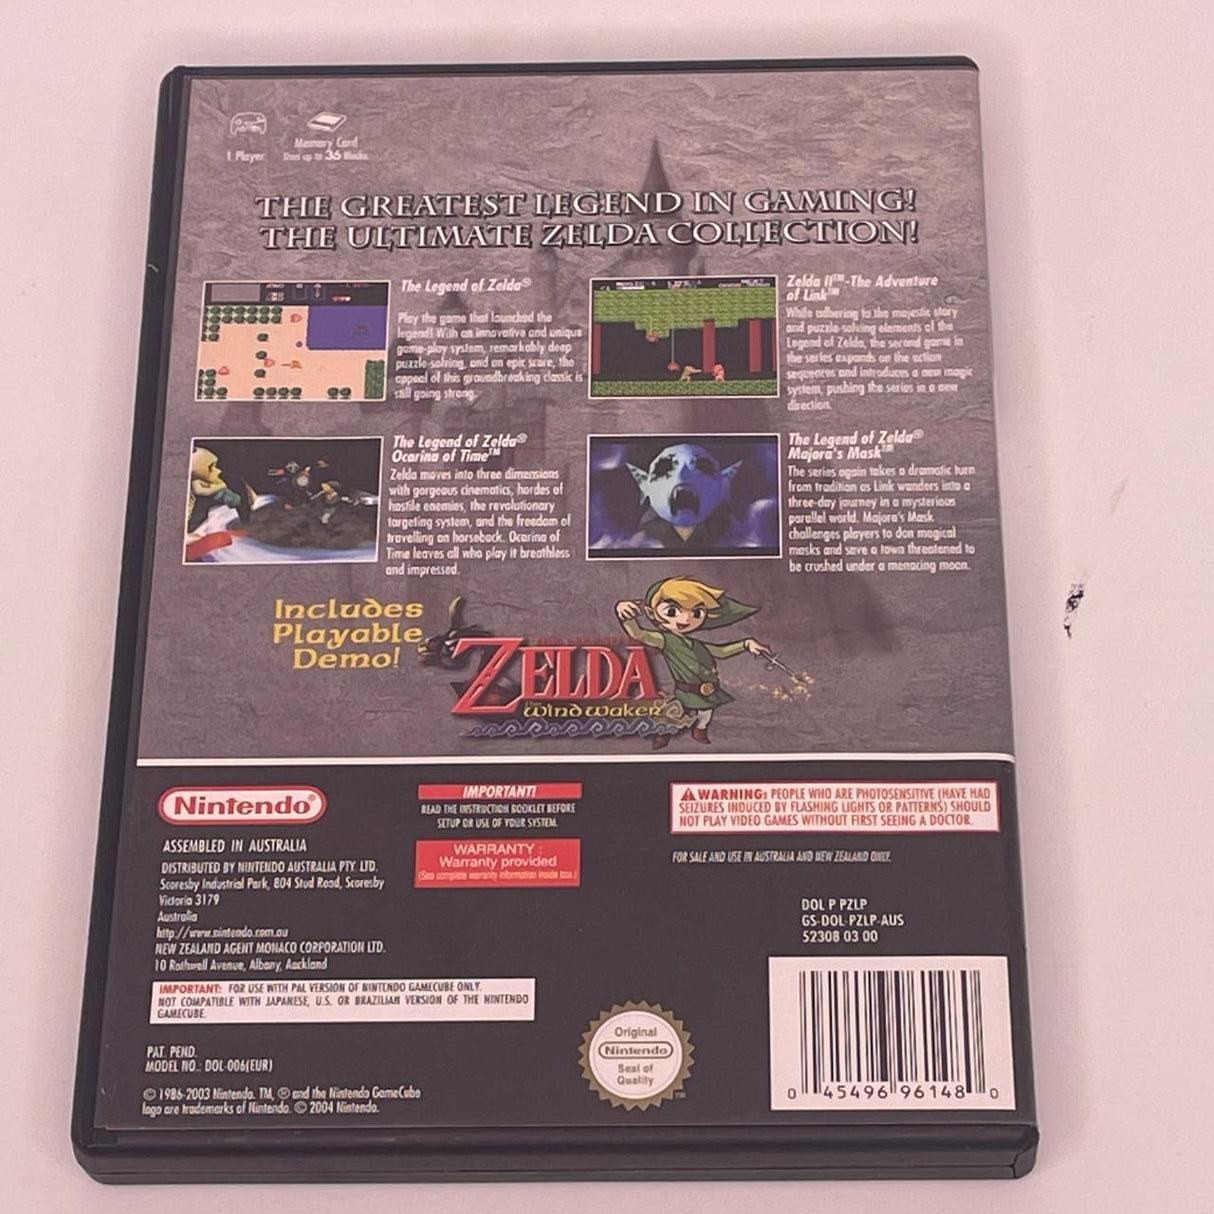 1 Player
Memory Card
Uses up to 36 Blocks
THE GREATEST LEGEND IN GAMING!
THE ULTIMATE ZELDA COLLECTION!
The Legend of Zelda®
Play the game that launched the
legend! With an innovative and unique
game-play system, remarkably deep
puzzle-solving, and an epic score, the
appeal of this groundbreaking classic is
still going strong.
Zelda II™-The Adventure
of Link™
While adhering to the majestic story
and puzzle-solving elements of the
Legend of Zelda, the second game in
the series expands on the action
sequences and introduces a new magic
system, pushing the series in a new
direction.
The Legend of Zelda®
Ocarina of Time™
Zelda moves into three dimensions
with gorgeous cinematics, hordes of
hostile enemies, the revolutionary
targeting system, and the freedom of
travelling on horseback. Ocarina of
Time leaves all who play it breathless
and impressed.
The Legend of Zelda®
Majora's Mask™
The series again takes a dramatic turn
from tradition as Link wanders into a
three-day journey in a mysterious
parallel world. Majora's Mask
challenges players to don magical
masks and save a town threatened to
be crushed under a menacing moon.
Includes
Playable
Demo!
THE LEGEND OF
ZELDA
The Wind Waker
Nintendo®
ASSEMBLED IN AUSTRALIA
DISTRIBUTED BY NINTENDO AUSTRALIA PTY. LTD.
Scoresby Industrial Park, 804 Stud Road, Scoresby
Victoria 3179
Australia
http://www.nintendo.com.au
NEW ZEALAND AGENT MONACO CORPORATION LTD.
10 Rothwell Avenue, Albany, Auckland
IMPORTANT: FOR USE WITH PAL VERSION OF NINTENDO GAMECUBE ONLY.
NOT COMPATIBLE WITH JAPANESE, U.S. OR BRAZILIAN VERSION OF THE NINTENDO
GAMECUBE.
PAT. PEND.
MODEL NO.: DOL-006(EUR)
© 1986-2003 Nintendo. TM, ® and the Nintendo GameCube
logo are trademarks of Nintendo. © 2004 Nintendo.
IMPORTANT!
READ THE INSTRUCTION BOOKLET BEFORE
SETUP OR USE OF YOUR SYSTEM.
WARRANTY :
Warranty provided
(See complete warranty information inside box.)
WARNING: PEOPLE WHO ARE PHOTOSENSITIVE (HAVE HAD
SEIZURES INDUCED BY FLASHING LIGHTS OR PATTERNS) SHOULD
NOT PLAY VIDEO GAMES WITHOUT FIRST SEEING A DOCTOR.
FOR SALE AND USE IN AUSTRALIA AND NEW ZEALAND ONLY.
DOL P PZLP
GS-DOL-PZLP-AUS
52308 03 00
Original
Nintendo
Seal of
Quality
TM
0 45496 96148 0